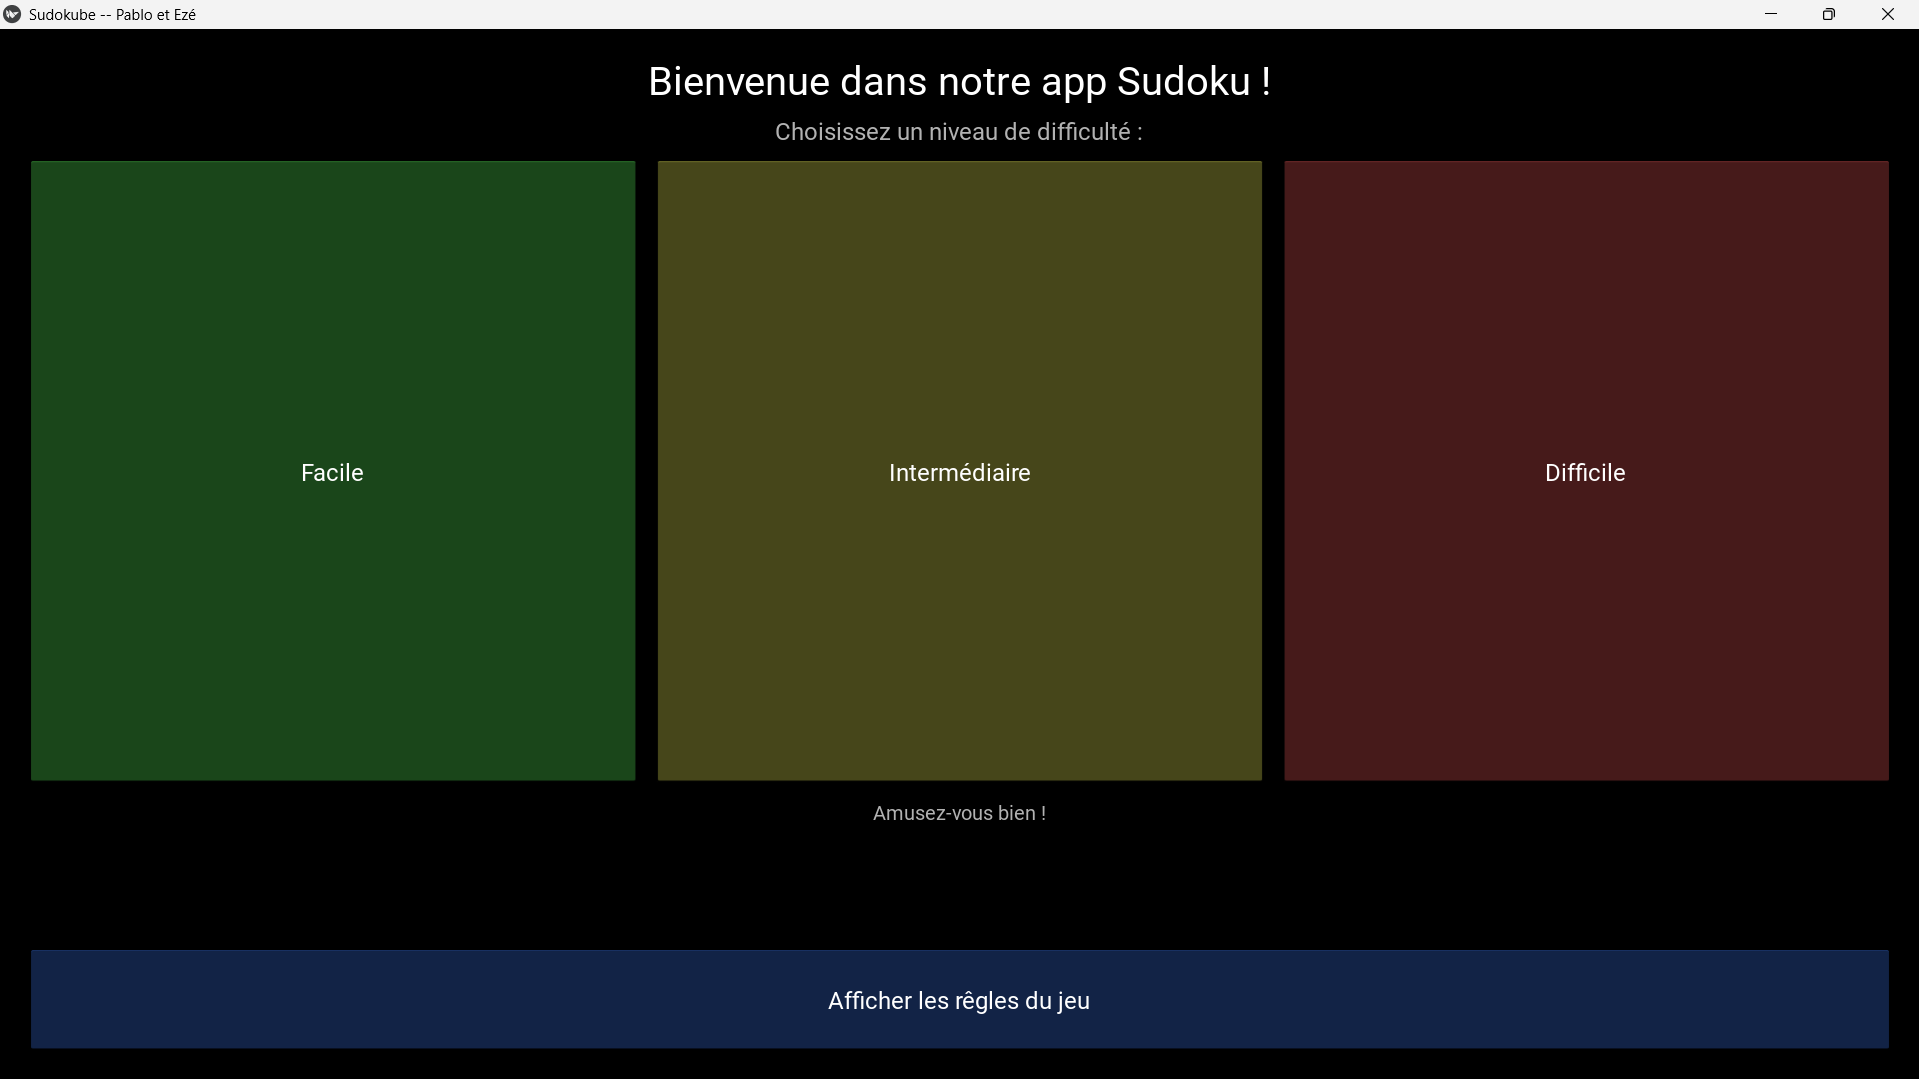 Sudokube -- Pablo et Ezé
Bienvenue dans notre app Sudoku !
Choisissez un niveau de difficulté :
Facile
Intermédiaire
Difficile
Amusez-vous bien !
Afficher les rêgles du jeu